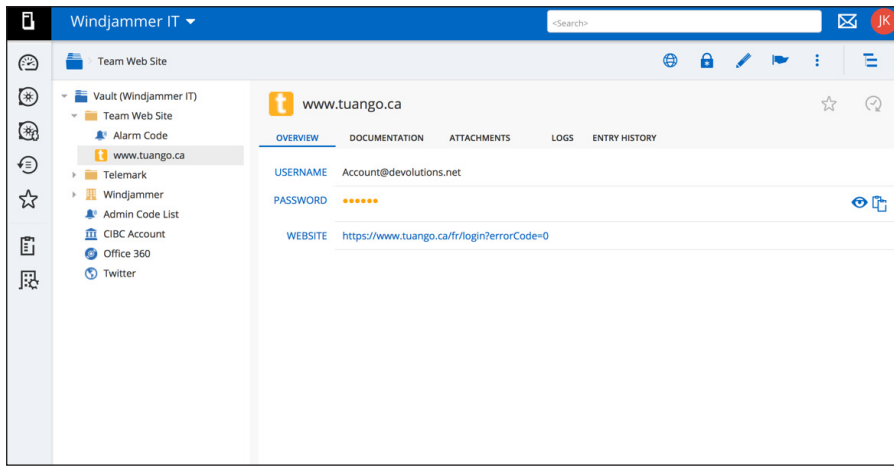 Windjammer IT
<Search>
JK
Team Web Site
Vault (Windjammer IT)
Team Web Site
Alarm Code
www.tuango.ca
Telemark
Windjammer
Admin Code List
CIBC Account
Office 360
Twitter
t www.tuango.ca
OVERVIEW DOCUMENTATION ATTACHMENTS LOGS ENTRY HISTORY
USERNAME Account@devolutions.net
PASSWORD ••••••
WEBSITE https://www.tuango.ca/fr/login?errorCode=0